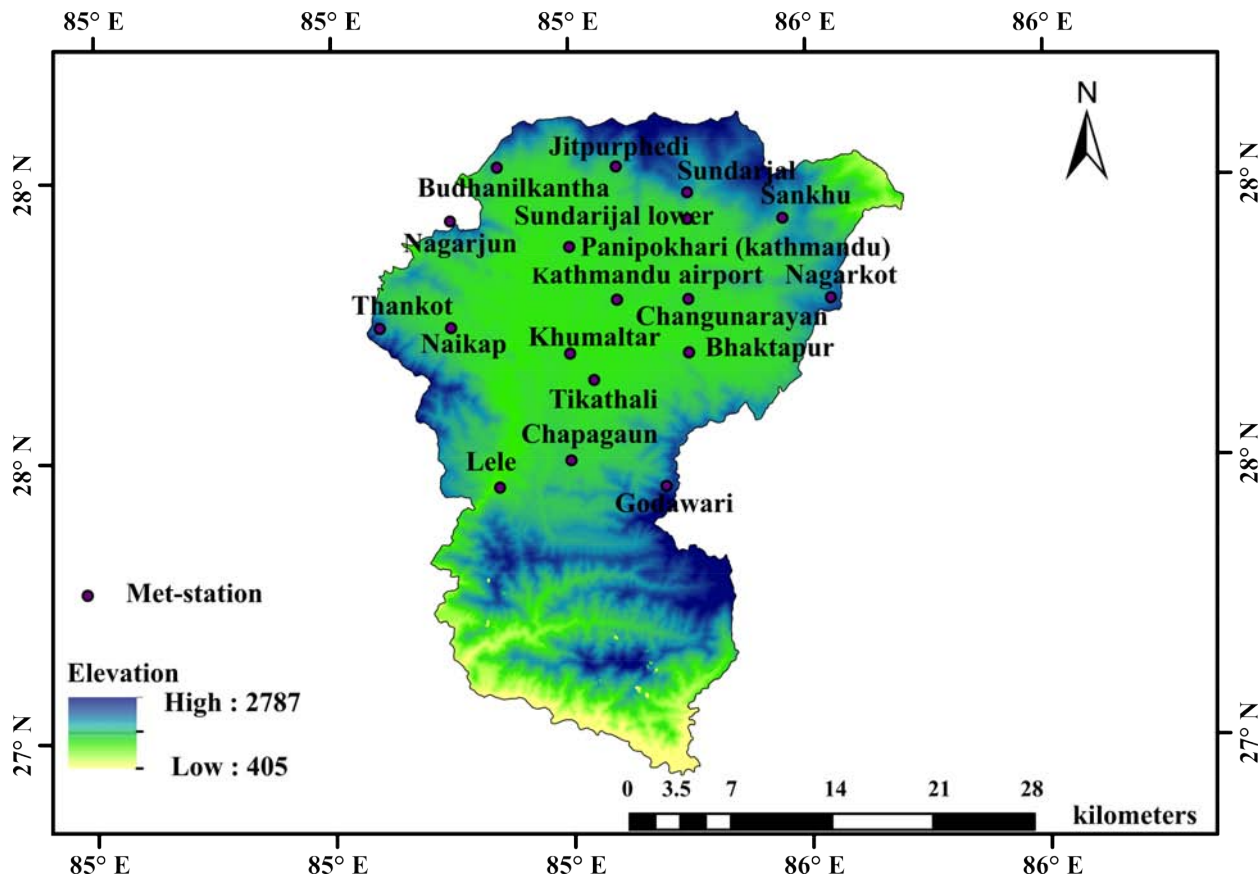 85° E 85° E 85° E 86° E 86° E
N
Jitpurphedi
Sundarjal
28° N 28° N
Budhanilkantha
Sankhu
Sundarijal lower
Nagarjun
Panipokhari (kathmandu)
Kathmandu airport
Nagarkot
Thankot
Changunarayan
Naikap
Khumaltar
Bhaktapur
Tikathali
Chapagaun
Lele
28° N 28° N
Godawari
Met-station
Elevation
High : 2787
Low : 405
27° N 27° N
0 3.5 7 14 21 28
kilometers
85° E 85° E 85° E 86° E 86° E